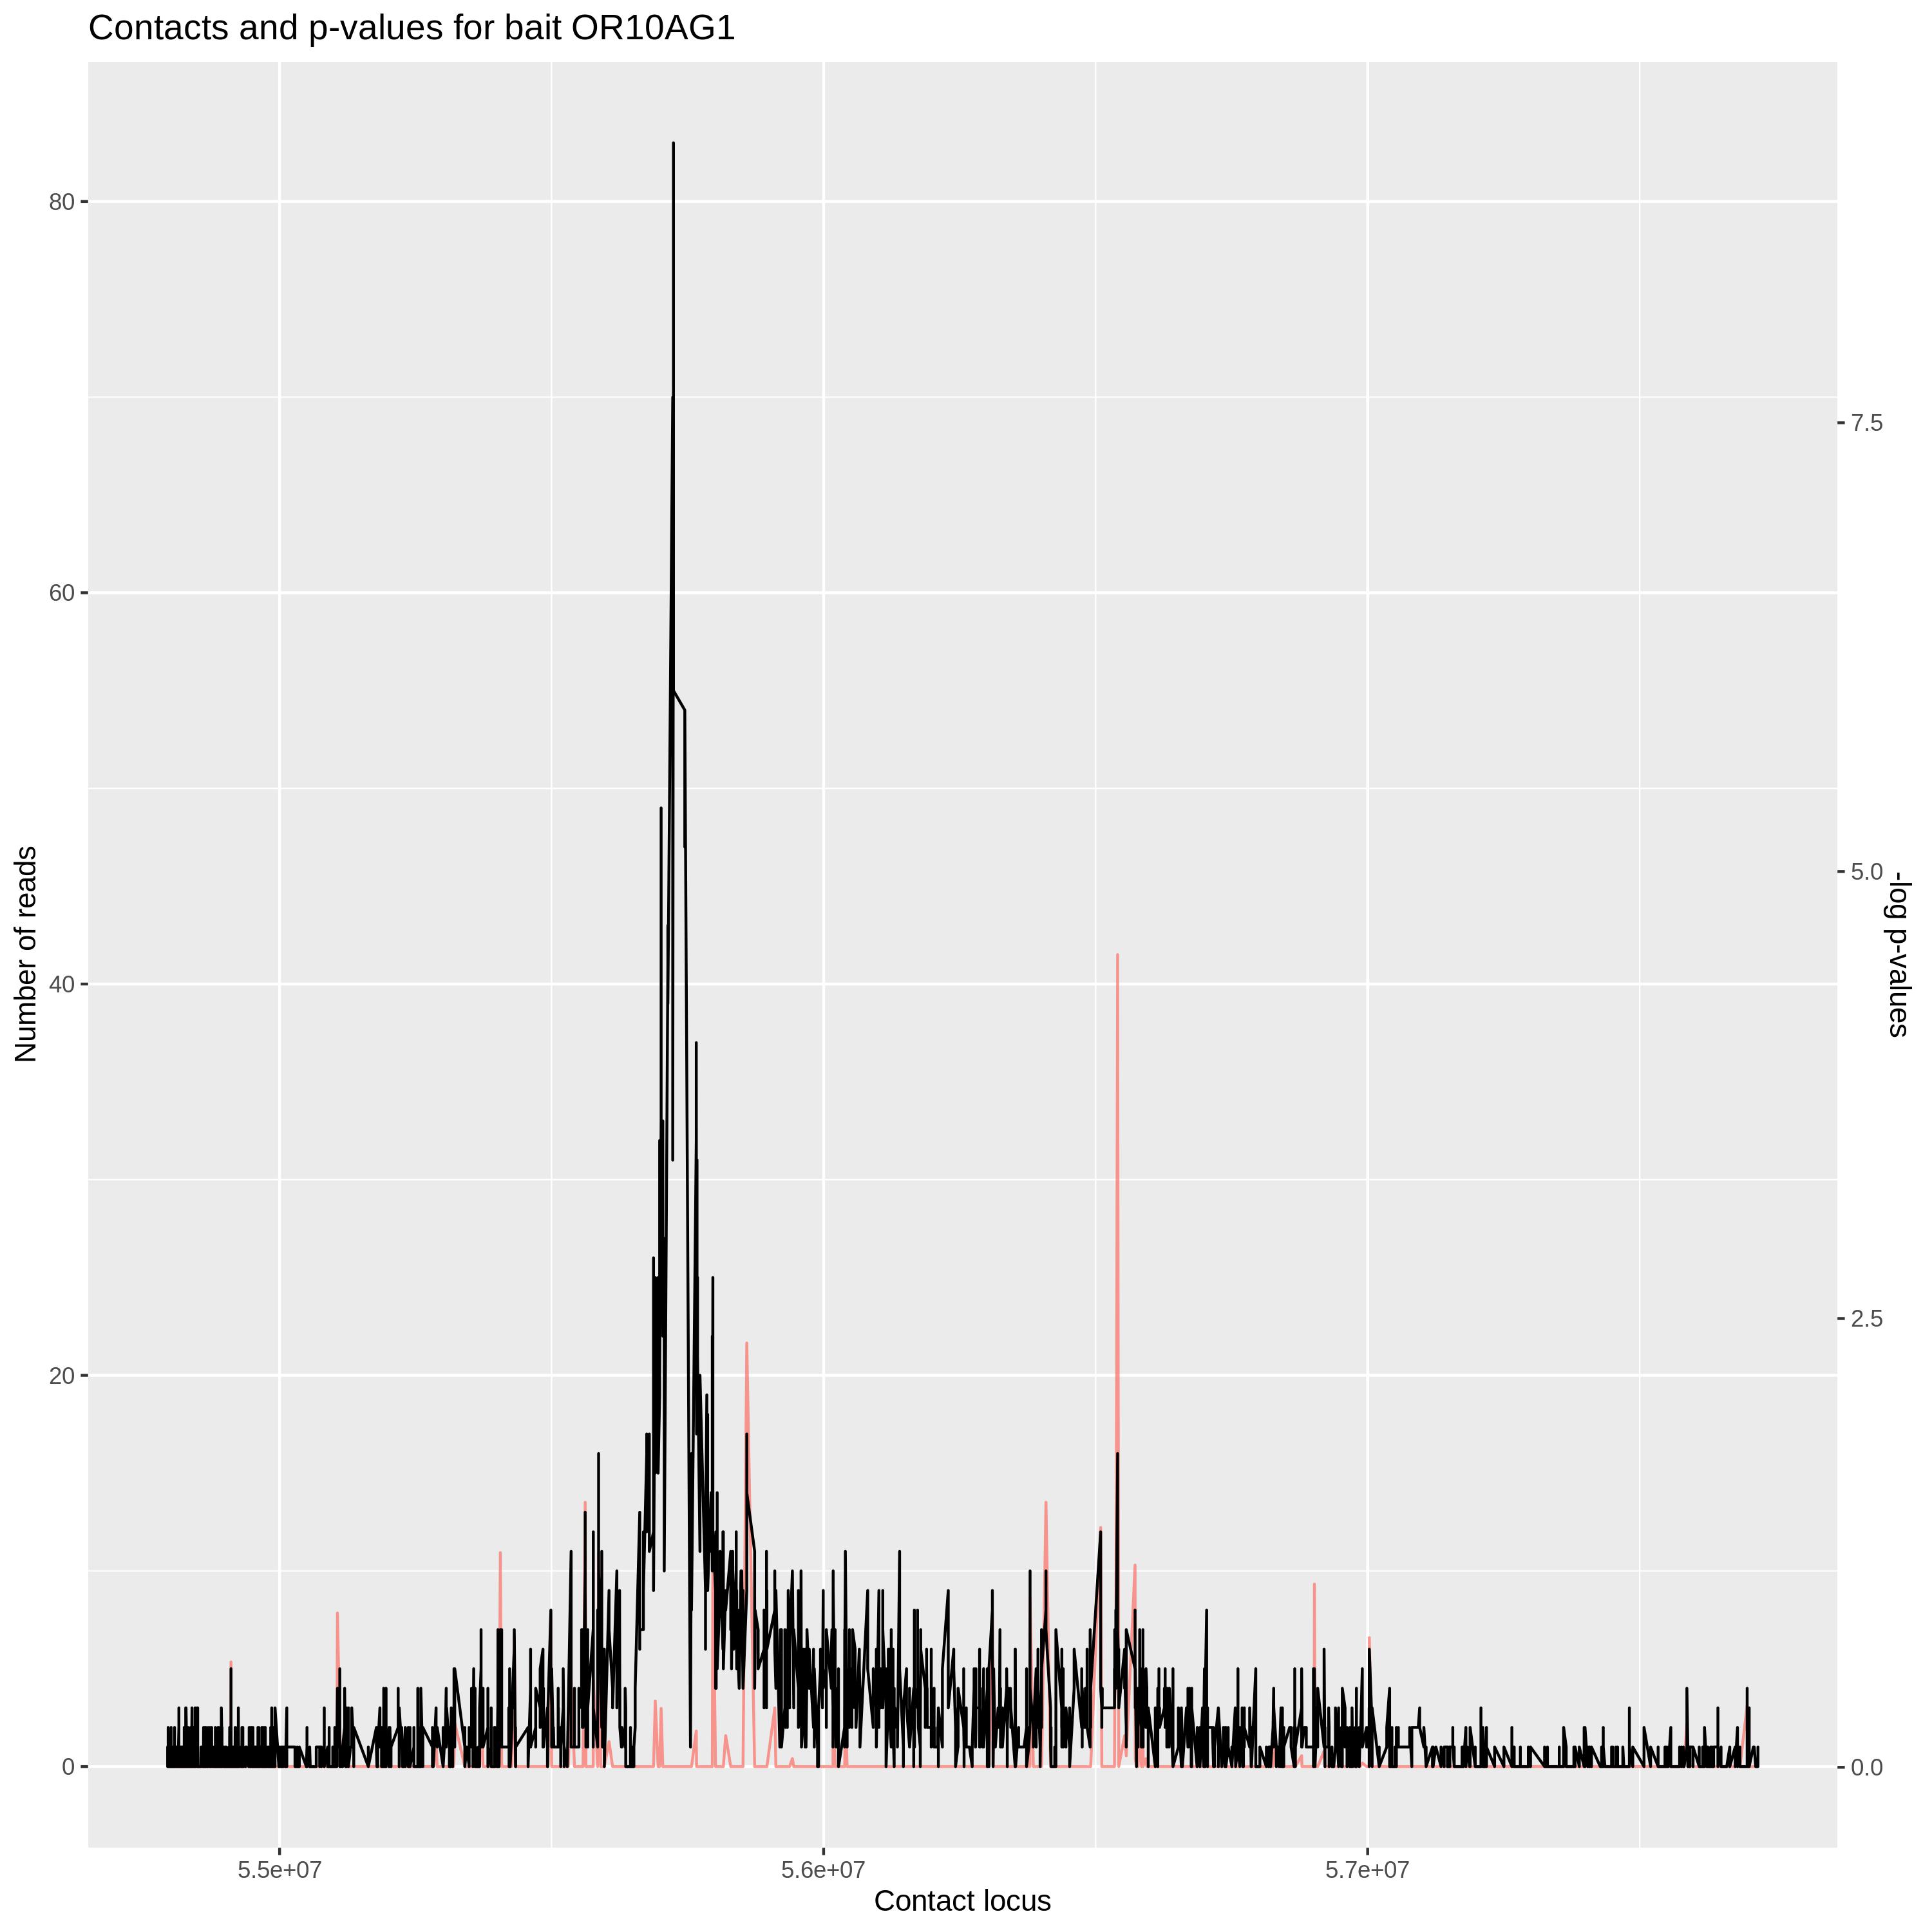 Contacts and p-values for bait OR10AG1
80
60
40
20
0
Number of reads
7.5
5.0
2.5
0.0
-log p-values
5.5e+07
5.6e+07
5.7e+07
Contact locus